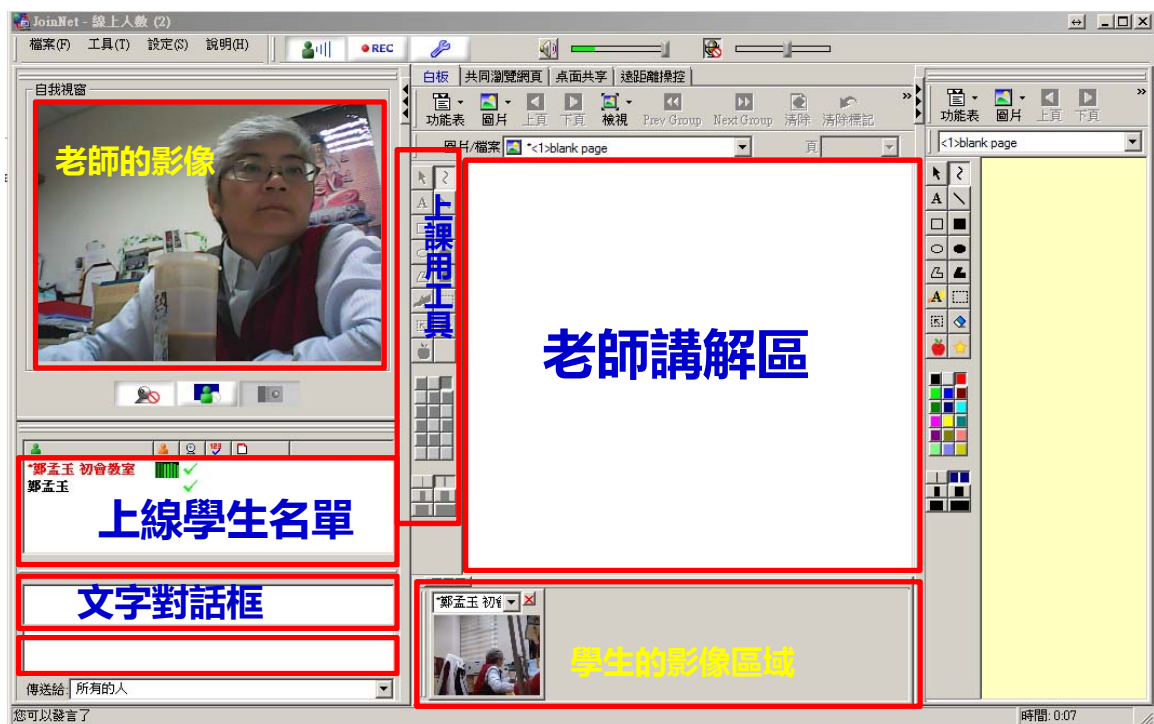 JoinNet - 線上人數 (2)
檔案(F) 工具(T) 設定(S) 說明(H)
REC
自我視窗
老師的影像
白板 共同瀏覽網頁 桌面共享 遠距離操控
功能表 圖片 上頁 下頁 檢視 Prev Group Next Group 清除 清除標記 »
圖片/檔案 *<1>blank page 頁
功能表 圖片 上頁 下頁 »
<1>blank page
上課用工具
老師講解區
*鄭孟玉 初會教室
鄭孟玉
上線學生名單
文字對話框
傳送給: 所有的人
*鄭孟玉 初
學生的影像區域
您可以發言了
時間: 0:07